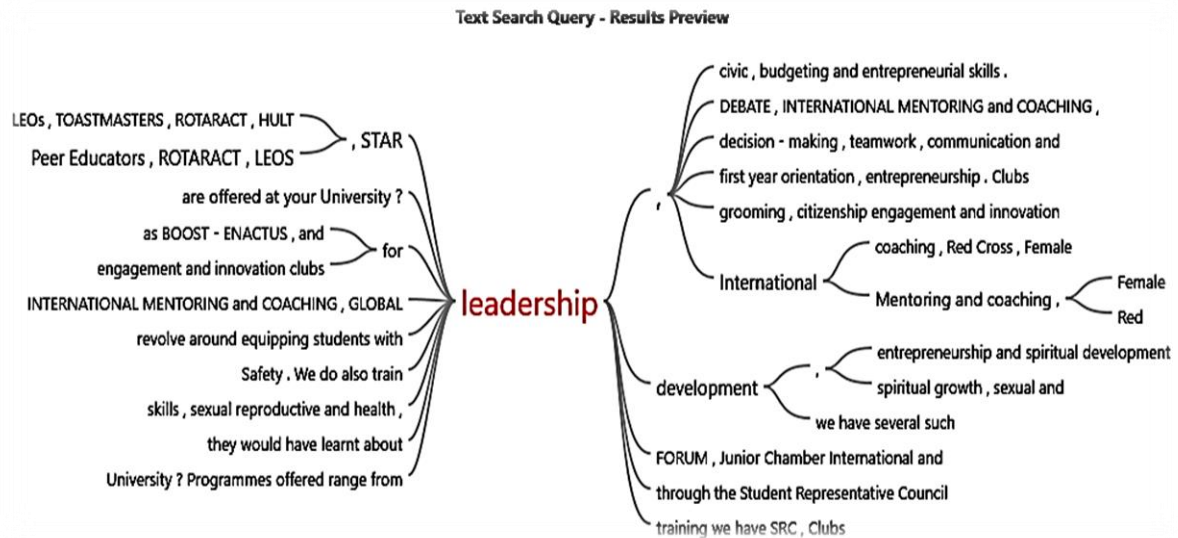 Text Search Query - Results Preview
LEOs , TOASTMASTERS , ROTARACT , HULT
Peer Educators , ROTARACT , LEOS
, STAR
are offered at your University ?
as BOOST - ENACTUS , and
engagement and innovation clubs
for
INTERNATIONAL MENTORING and COACHING , GLOBAL
revolve around equipping students with
Safety . We do also train
skills , sexual reproductive and health ,
they would have learnt about
University ? Programmes offered range from
leadership
,
civic , budgeting and entrepreneurial skills .
DEBATE , INTERNATIONAL MENTORING and COACHING ,
decision - making , teamwork , communication and
first year orientation , entrepreneurship . Clubs
grooming , citizenship engagement and innovation
International
coaching , Red Cross , Female
Mentoring and coaching ,
Female
Red
development
,
entrepreneurship and spiritual development
spiritual growth , sexual and
we have several such
FORUM , Junior Chamber International and
through the Student Representative Council
training we have SRC , Clubs